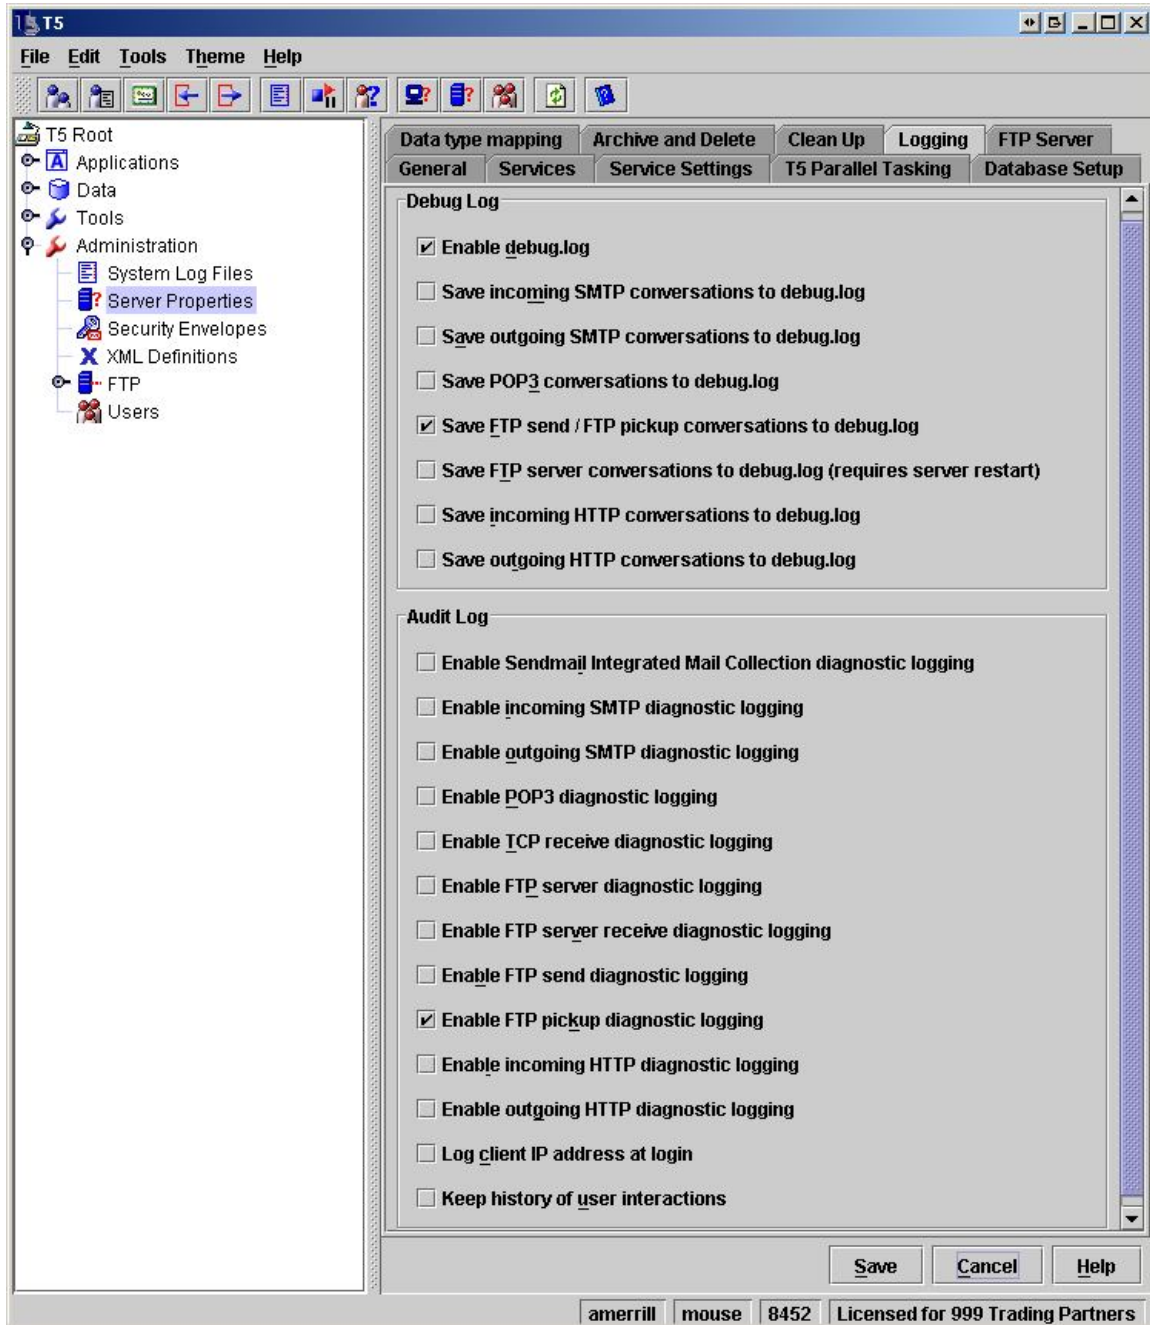 T5
File Edit Tools Theme Help
T5 Root
Applications
Data
Tools
Administration
System Log Files
Server Properties
Security Envelopes
XML Definitions
FTP
Users
Data type mapping Archive and Delete Clean Up Logging FTP Server
General Services Service Settings T5 Parallel Tasking Database Setup
Debug Log
Enable debug.log
Save incoming SMTP conversations to debug.log
Save outgoing SMTP conversations to debug.log
Save POP3 conversations to debug.log
Save FTP send / FTP pickup conversations to debug.log
Save FTP server conversations to debug.log (requires server restart)
Save incoming HTTP conversations to debug.log
Save outgoing HTTP conversations to debug.log
Audit Log
Enable Sendmail Integrated Mail Collection diagnostic logging
Enable incoming SMTP diagnostic logging
Enable outgoing SMTP diagnostic logging
Enable POP3 diagnostic logging
Enable TCP receive diagnostic logging
Enable FTP server diagnostic logging
Enable FTP server receive diagnostic logging
Enable FTP send diagnostic logging
Enable FTP pickup diagnostic logging
Enable incoming HTTP diagnostic logging
Enable outgoing HTTP diagnostic logging
Log client IP address at login
Keep history of user interactions
Save Cancel Help
amerrill mouse 8452 Licensed for 999 Trading Partners